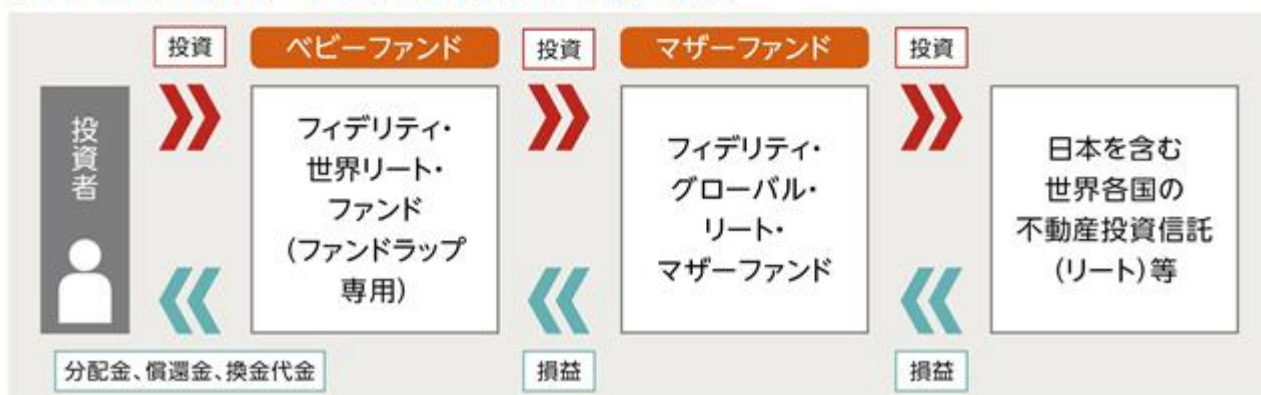 投資
ベビーファンド
投資
マザーファンド
投資
投資者
フィデリティ・
世界リート・
ファンド
(ファンドラップ
専用)
フィデリティ・
グローバル・
リート・
マザーファンド
日本を含む
世界各国の
不動産投資信託
(リート)等
分配金、償還金、換金代金
損益
損益